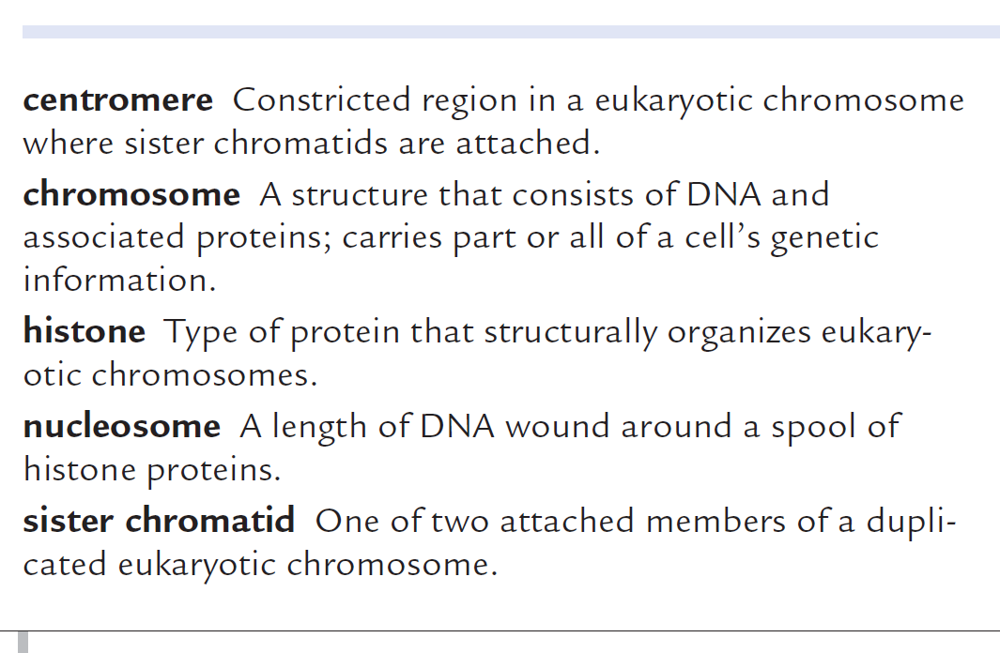 centromere Constricted region in a eukaryotic chromosome
where sister chromatids are attached.
chromosome A structure that consists of DNA and
associated proteins; carries part or all of a cell’s genetic
information.
histone Type of protein that structurally organizes eukary-
otic chromosomes.
nucleosome A length of DNA wound around a spool of
histone proteins.
sister chromatid One of two attached members of a dupli-
cated eukaryotic chromosome.